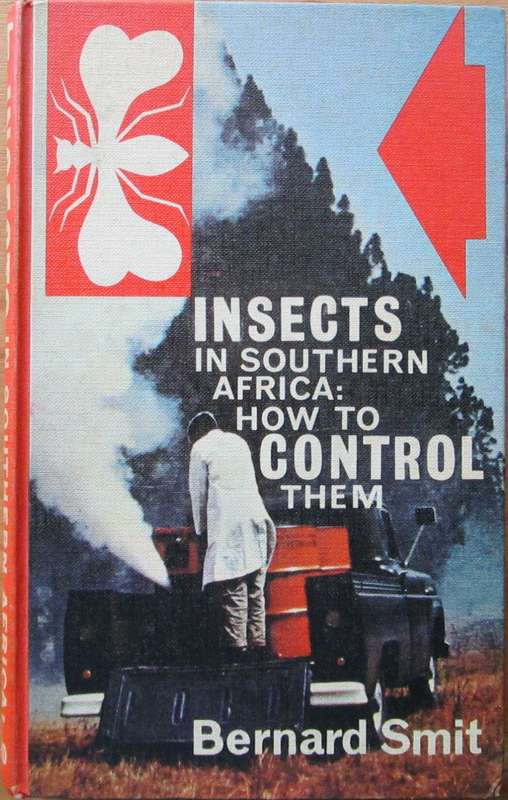 INSECTS
IN SOUTHERN
AFRICA:
HOW TO
CONTROL
THEM
Bernard Smit